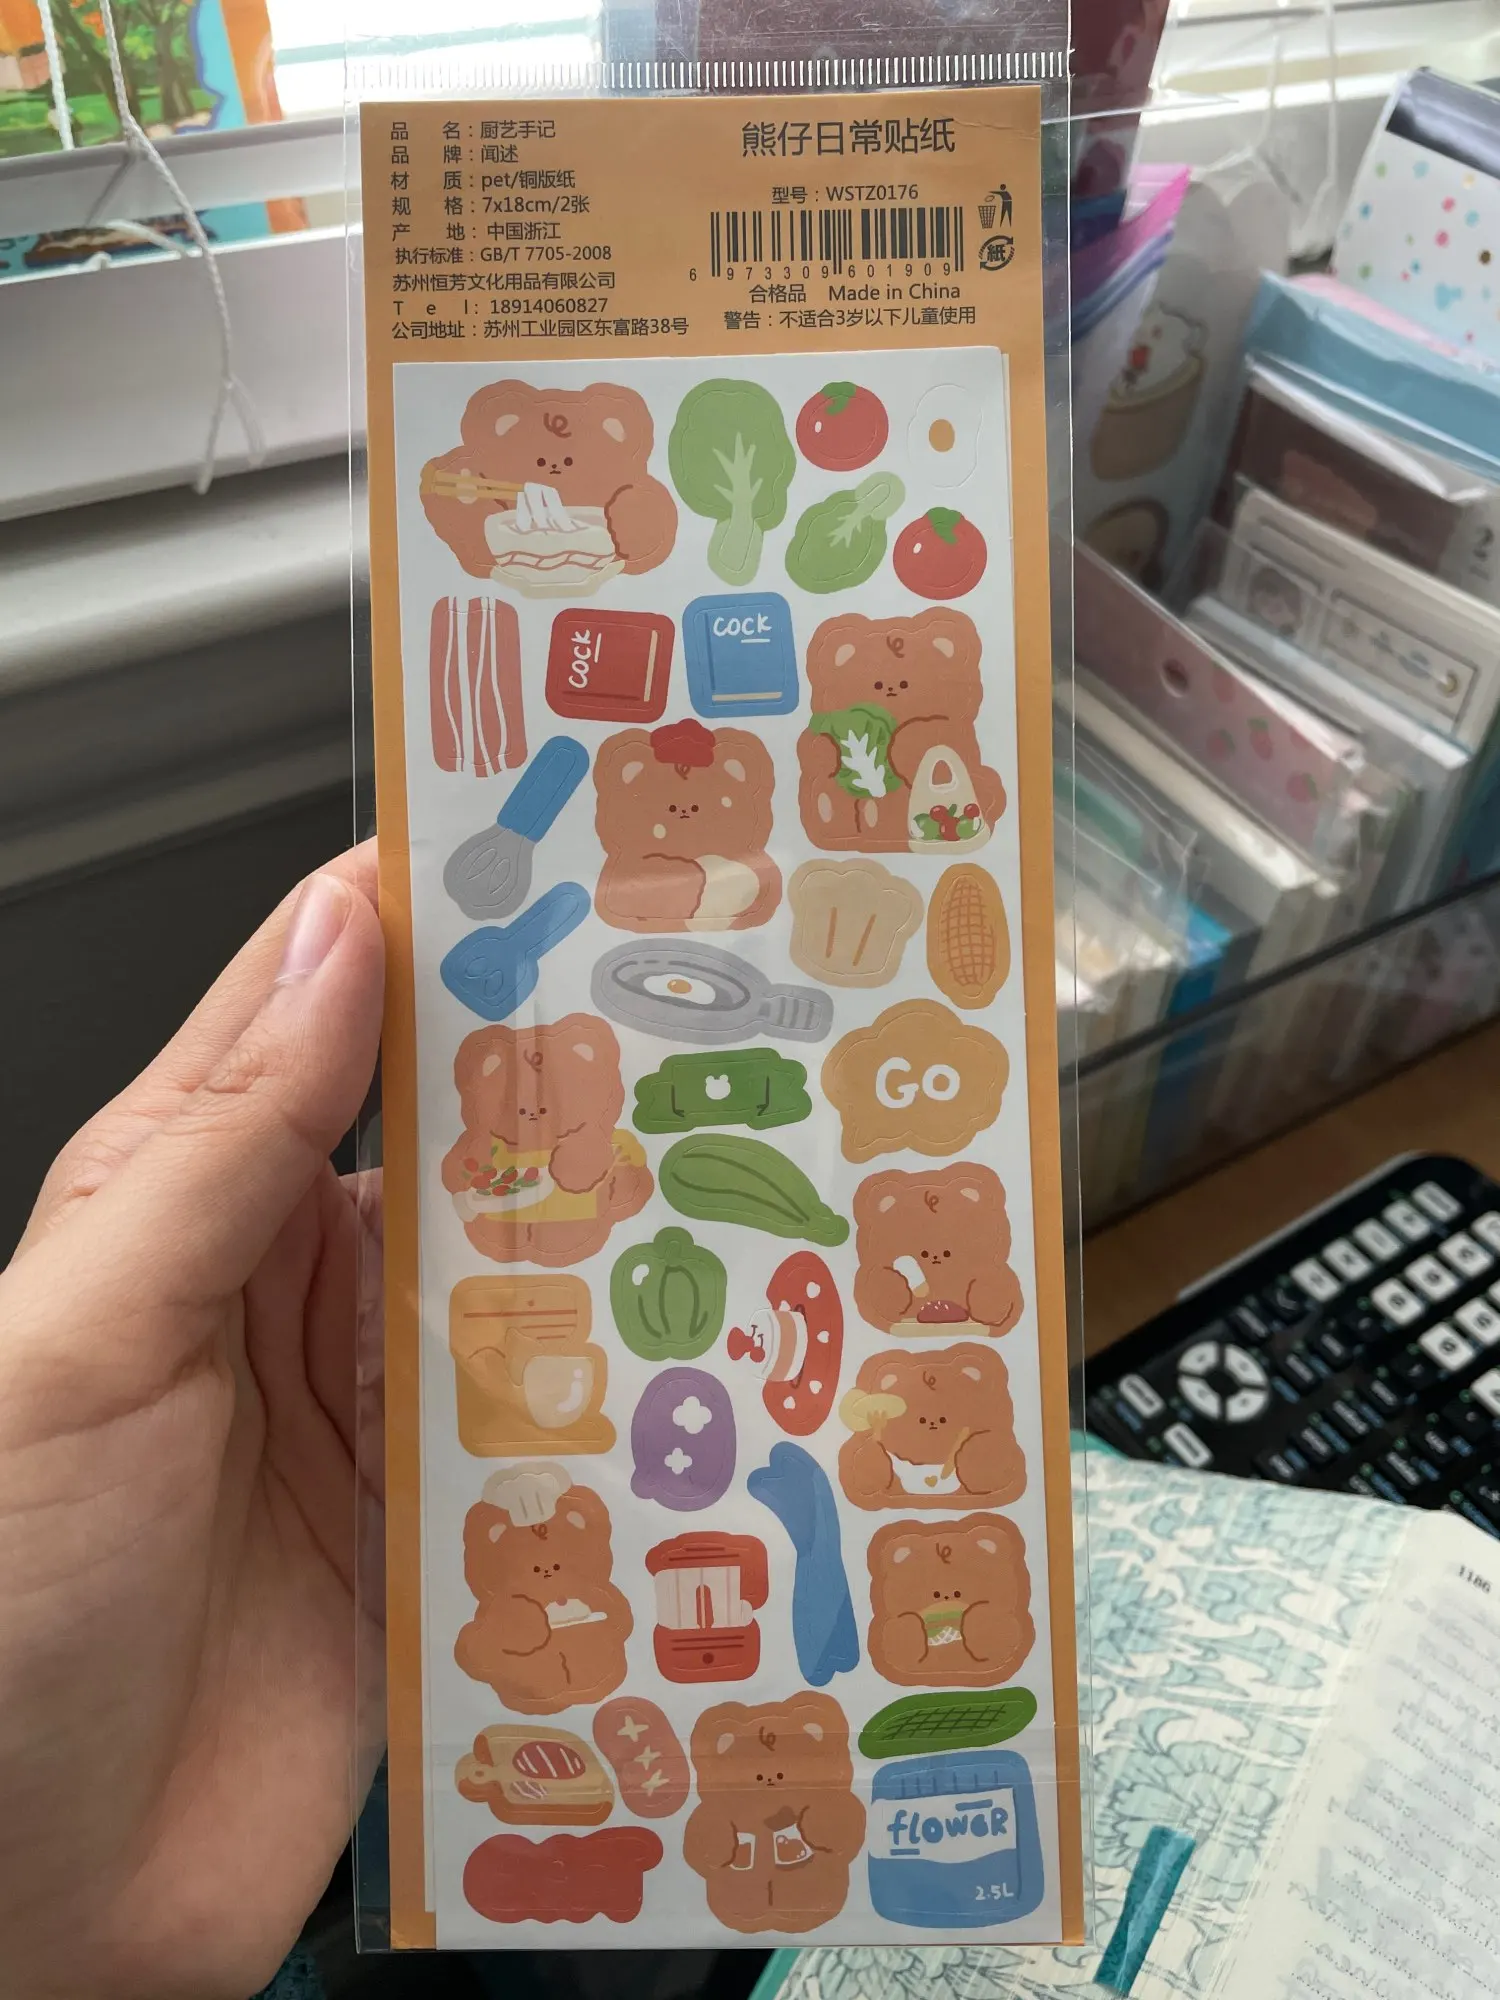 品 名：厨艺手记
品 牌：闻述
材 质：pet/铜版纸
规 格：7x18cm/2张
产 地：中国浙江
执行标准：GB/T 7705-2008
苏州恒芳文化用品有限公司
Tel：18914060827
公司地址：苏州工业园区东富路38号
熊仔日常贴纸
型号：WSTZ0176
6 973309 601909
紙
合格品 Made in China
警告：不适合3岁以下儿童使用
COCK
COCK
GO
flOWER
2.5L
2
1186